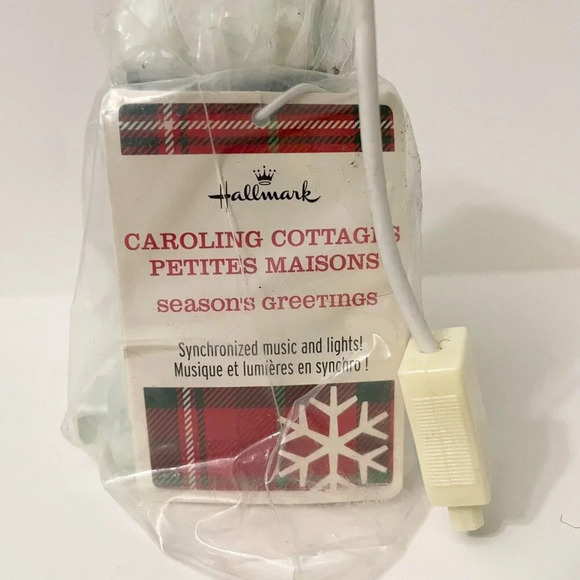 Hallmark
CAROLING COTTAGES
PETITES MAISONS
season's greetings
Synchronized music and lights!
Musique et lumières en synchro !